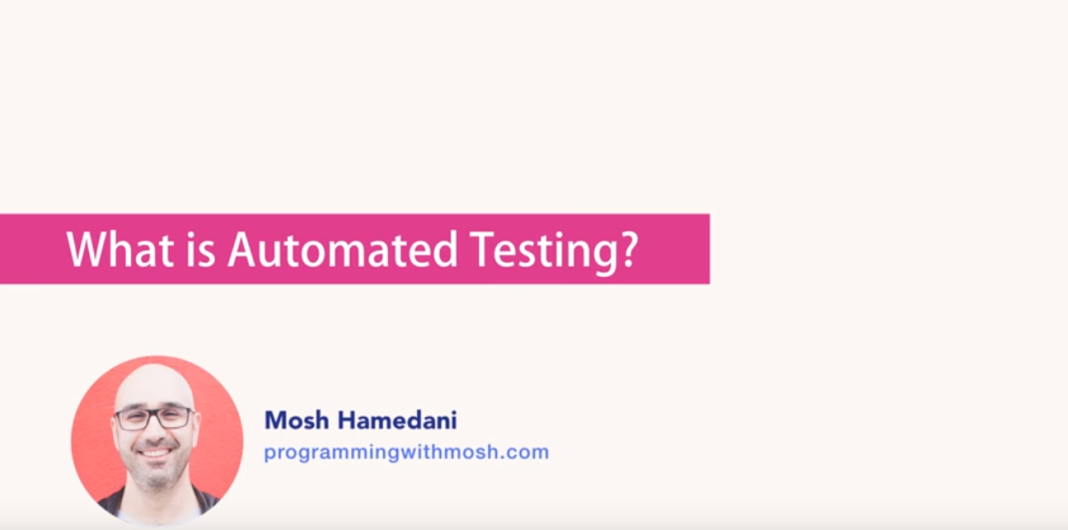 What is Automated Testing?
Mosh Hamedani
programmingwithmosh.com